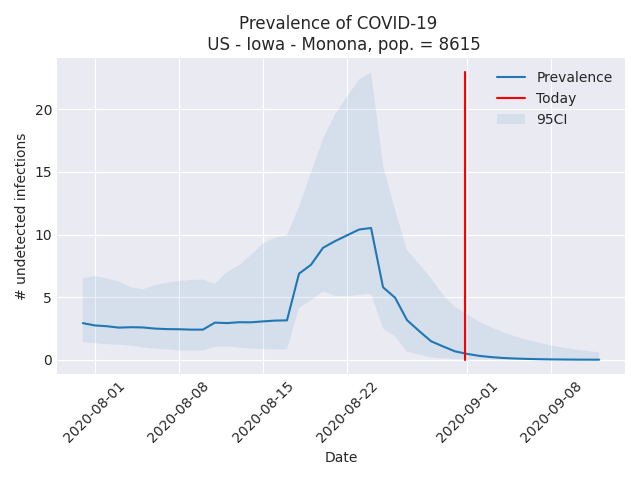 Prevalence of COVID-19
US - Iowa - Monona, pop. = 8615
Prevalence
Today
95CI
# undetected infections
20
15
10
5
0
2020-08-01
2020-08-08
2020-08-15
2020-08-22
2020-09-01
2020-09-08
Date